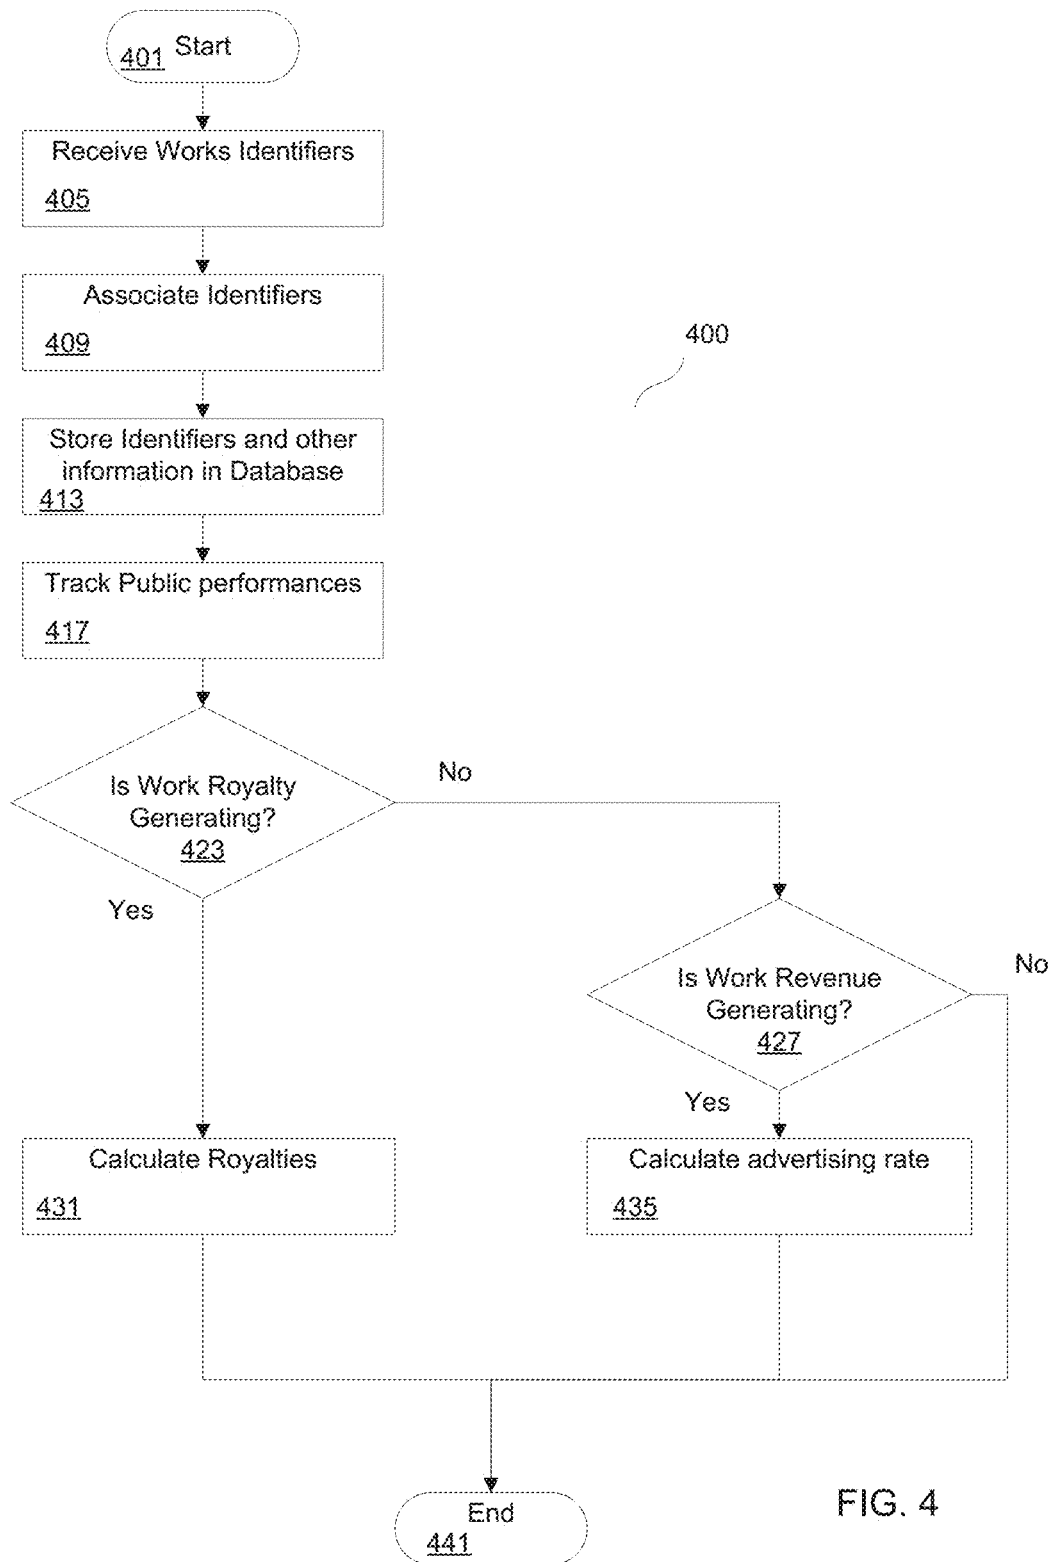 Start
401
Receive Works Identifiers
405
Associate Identifiers
409
400
Store Identifiers and other
information in Database
413
Track Public performances
417
Is Work Royalty
Generating?
423
No
Yes
Is Work Revenue
Generating?
427
No
Yes
Calculate Royalties
431
Calculate advertising rate
435
End
441
FIG. 4